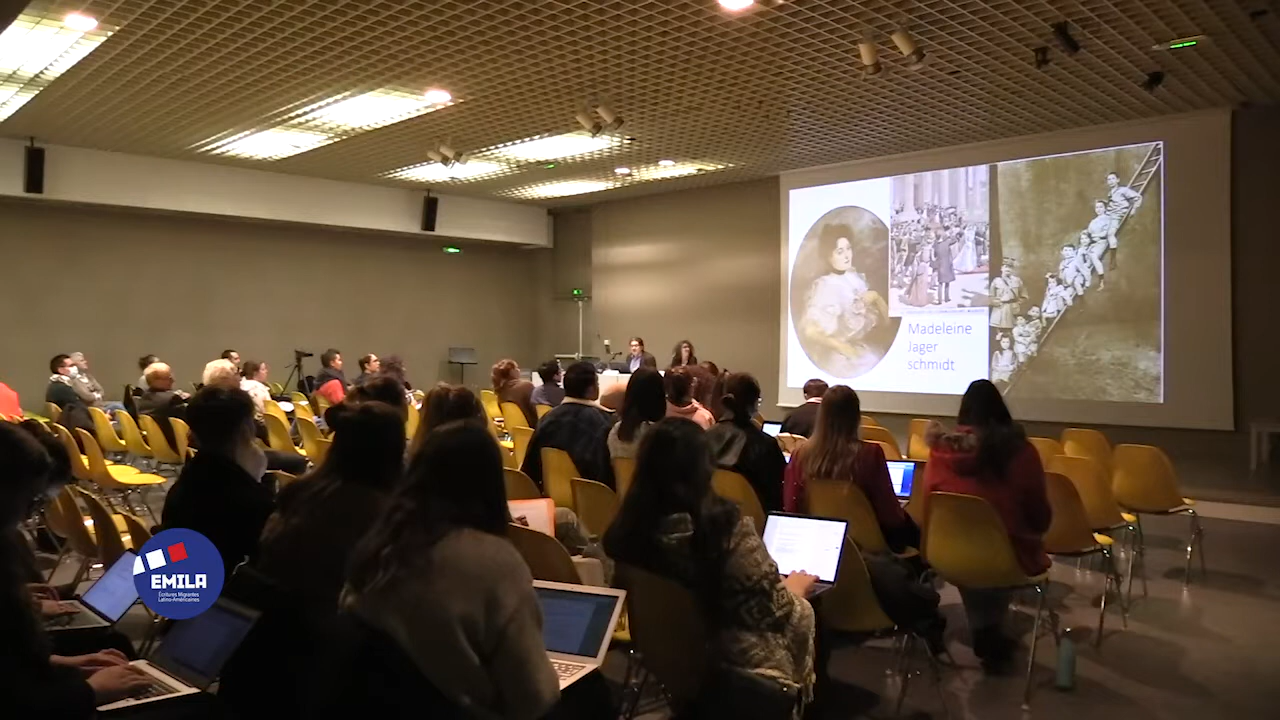 Madeleine
Jager
schmidt
EMILA
Écritures Migrantes
Latino-Américaines